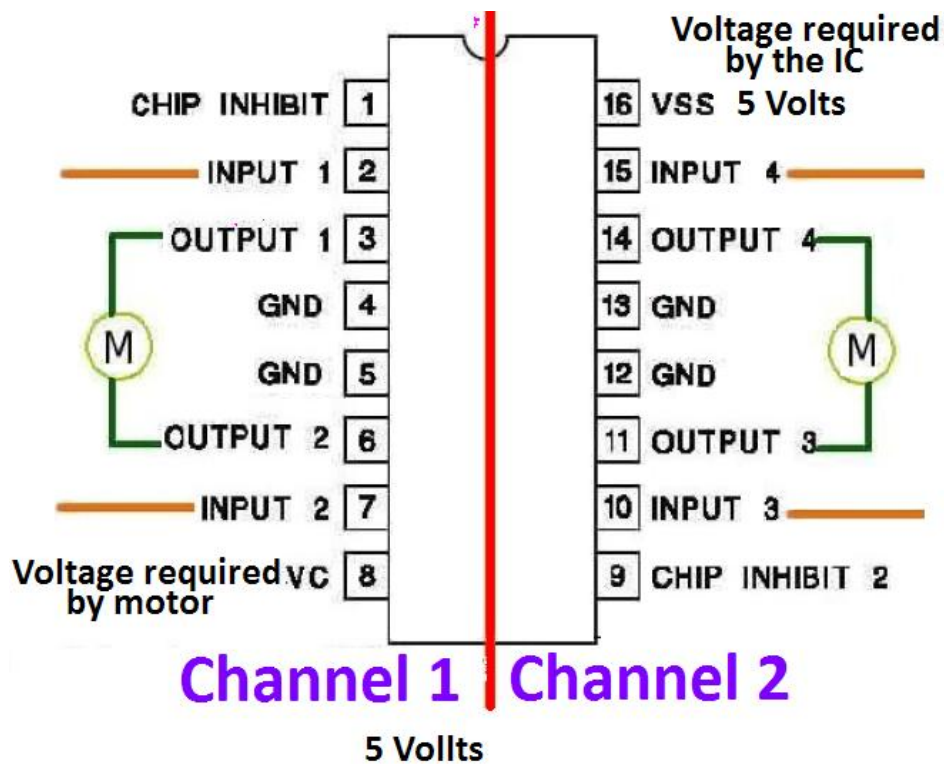 Voltage required
by the IC
5 Volts
CHIP INHIBIT 1
16 VSS
INPUT 1 2
15 INPUT 4
OUTPUT 1 3
14 OUTPUT 4
GND 4
13 GND
M
M
GND 5
12 GND
OUTPUT 2 6
11 OUTPUT 3
INPUT 2 7
10 INPUT 3
Voltage required
by motor
VC 8
9 CHIP INHIBIT 2
Channel 1
Channel 2
5 Vollts